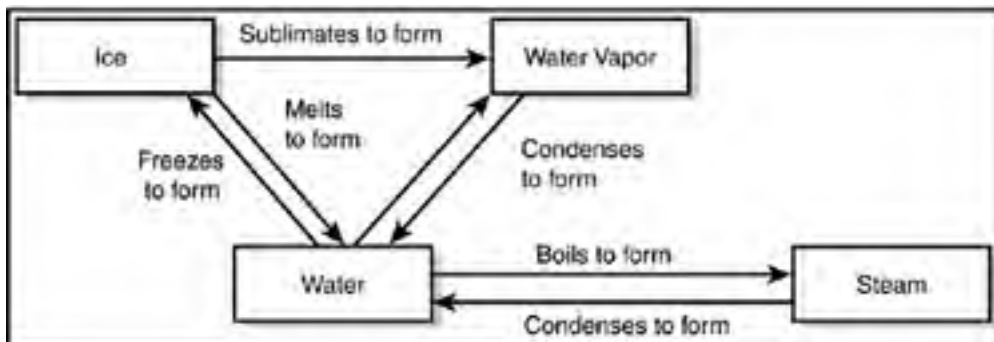 Ice
Sublimates to form
Water Vapor
Melts
to form
Freezes
to form
Condenses
to form
Water
Boils to form
Steam
Condenses to form